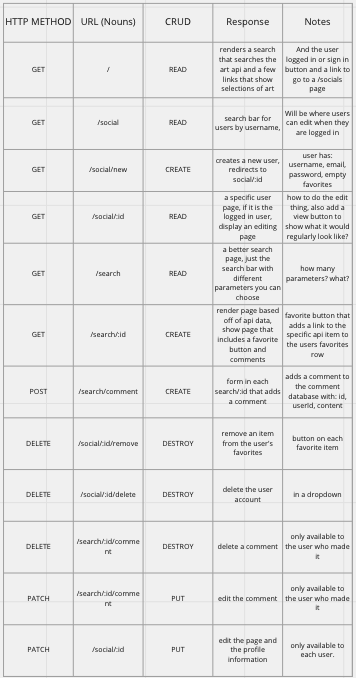 HTTP METHOD URL (Nouns) CRUD Response Notes
GET / READ
renders a search
that searches the
art api and a few
links that show
selections of art
And the user
logged in or sign in
button and a link to
go to a /socials
page
GET /social READ
search bar for
users by username,
Will be where users
can edit when they
are logged in
GET /social/new CREATE
creates a new user,
redirects to
social/:id
user has:
username, email,
password, empty
favorites
GET /social/:id READ
a specific user
page, if it is the
logged in user,
display an editing
page
how to do the edit
thing, also add a
view button to
show what it would
regularly look like?
GET /search READ
a better search
page, just the
search bar with
different
parameters you can
choose
how many
parameters? what?
GET /search/:id CREATE
render page based
off of api data,
show page that
includes a favorite
button and
comments
favorite button that
adds a link to the
specific api item to
the users favorites
row
POST /search/comment CREATE
form in each
search/:id that adds
a comment
adds a comment to
the comment
database with: id,
userId, content
DELETE /social/:id/remove DESTROY
remove an item
from the user's
favorites
button on each
favorite item
DELETE /social/:id/delete DESTROY
delete the user
account
in a dropdown
DELETE
/search/:id/comme
nt
DESTROY
delete a comment
only available to
the user who made
it
PATCH
/search/:id/comme
nt
PUT
edit the comment
only available to
the user who made
it
PATCH /social/:id PUT
edit the page and
the profile
information
only available to
each user.